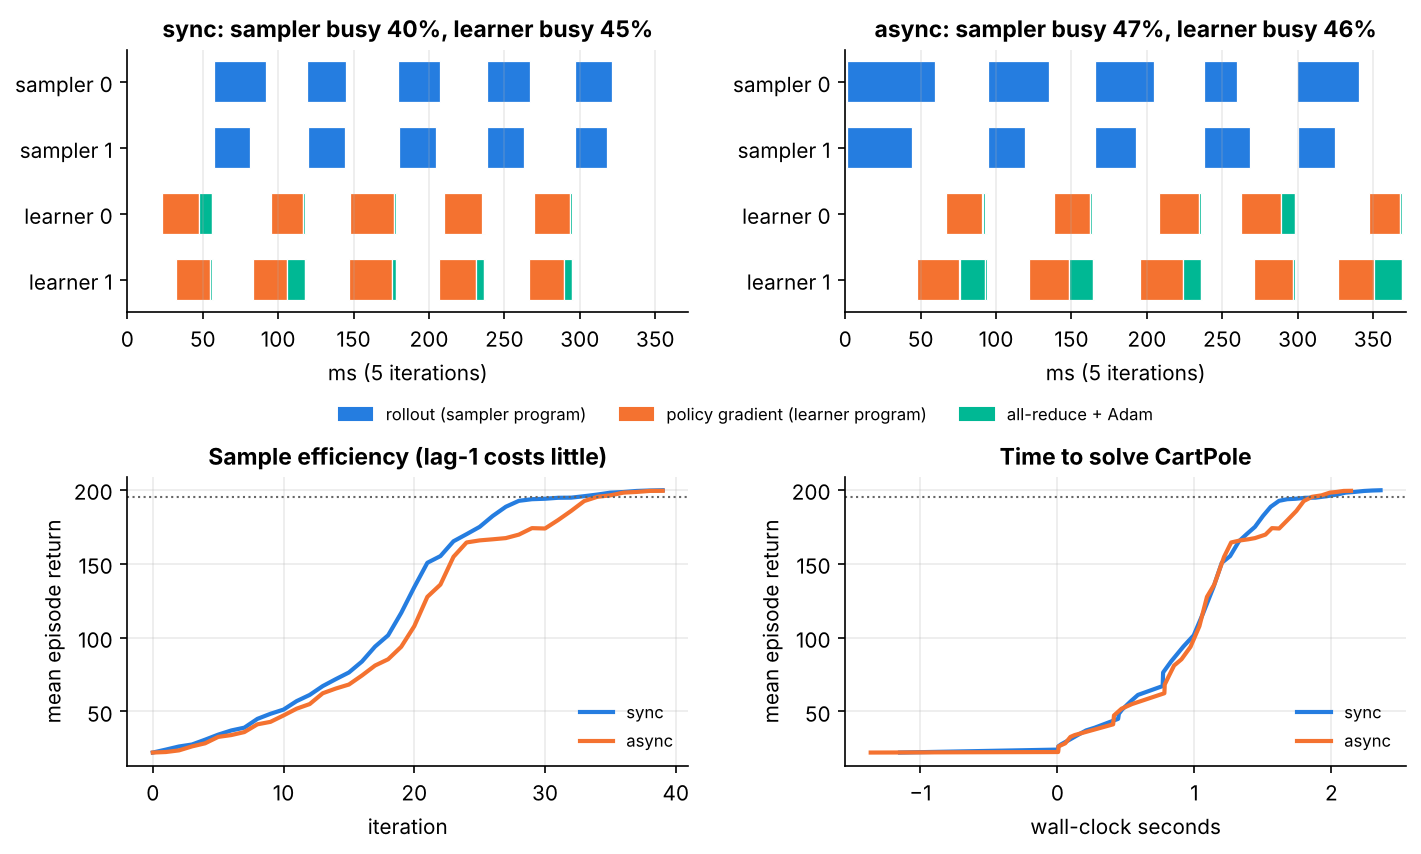 sync: sampler busy 40%, learner busy 45%
sampler 0
sampler 1
learner 0
learner 1
0 50 100 150 200 250 300 350
ms (5 iterations)
async: sampler busy 47%, learner busy 46%
sampler 0
sampler 1
learner 0
learner 1
0 50 100 150 200 250 300 350
ms (5 iterations)
rollout (sampler program) policy gradient (learner program) all-reduce + Adam
Sample efficiency (lag-1 costs little)
mean episode return
200
150
100
50
sync
async
0 10 20 30 40
iteration
Time to solve CartPole
mean episode return
200
150
100
50
sync
async
−1 0 1 2
wall-clock seconds